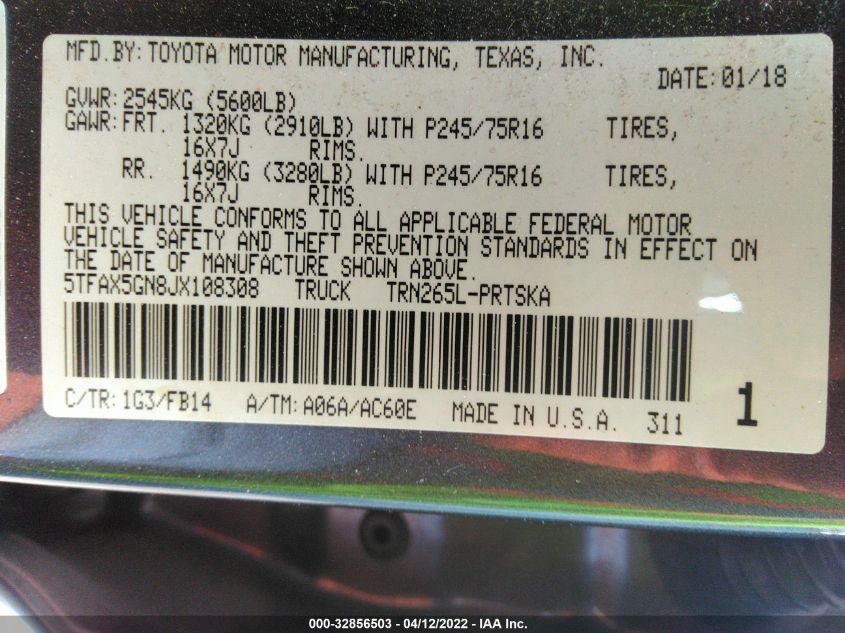 MFD.BY: TOYOTA MOTOR MANUFACTURING, TEXAS, INC.
DATE: 01/18
GVWR: 2545KG (5600LB)
GAWR: FRT. 1320KG (2910LB) WITH P245/75R16 TIRES,
16X7J RIMS.
RR. 1490KG (3280LB) WITH P245/75R16 TIRES,
16X7J RIMS.
THIS VEHICLE CONFORMS TO ALL APPLICABLE FEDERAL MOTOR
VEHICLE SAFETY AND THEFT PREVENTION STANDARDS IN EFFECT ON
THE DATE OF MANUFACTURE SHOWN ABOVE.
5TFAX5GN8JX108308 TRUCK TRN265L-PRTSKA
C/TR: 1G3/FB14 A/TM: A06A/AC60E MADE IN U.S.A. 311
1
000-32856503 - 04/12/2022 - IAA Inc.